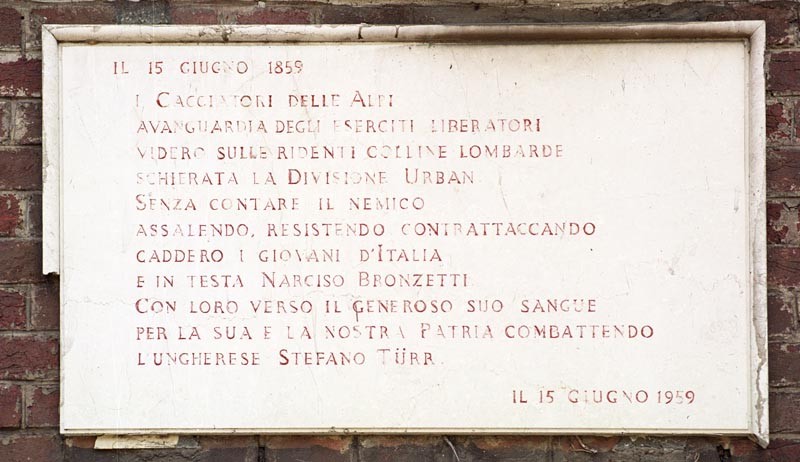 IL 15 GIUGNO 1859
I CACCIATORI DELLE ALPI
AVANGUARDIA DEGLI ESERCITI LIBERATORI
VIDERO SULLE RIDENTI COLLINE LOMBARDE
SCHIERATA LA DIVISIONE URBAN
SENZA CONTARE IL NEMICO
ASSALENDO, RESISTENDO CONTRATTACCANDO
CADDERO I GIOVANI D'ITALIA
E IN TESTA NARCISO BRONZETTI
CON LORO VERSO IL GENEROSO SUO SANGUE
PER LA SUA E LA NOSTRA PATRIA COMBATTENDO
L'UNGHERESE STEFANO TÜRR.
IL 15 GIUGNO 1959